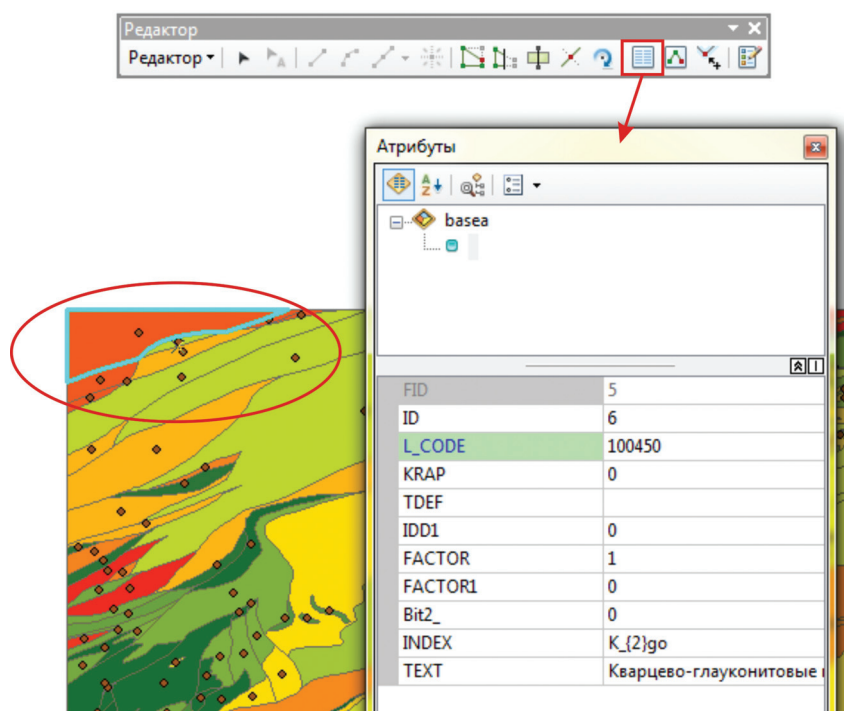 Редактор
Редактор
Атрибуты
basea
FID 5
ID 6
L_CODE 100450
KRAP 0
TDEF
IDD1 0
FACTOR 1
FACTOR1 0
Bit2_ 0
INDEX K_{2}go
TEXT Кварцево-глауконитовые